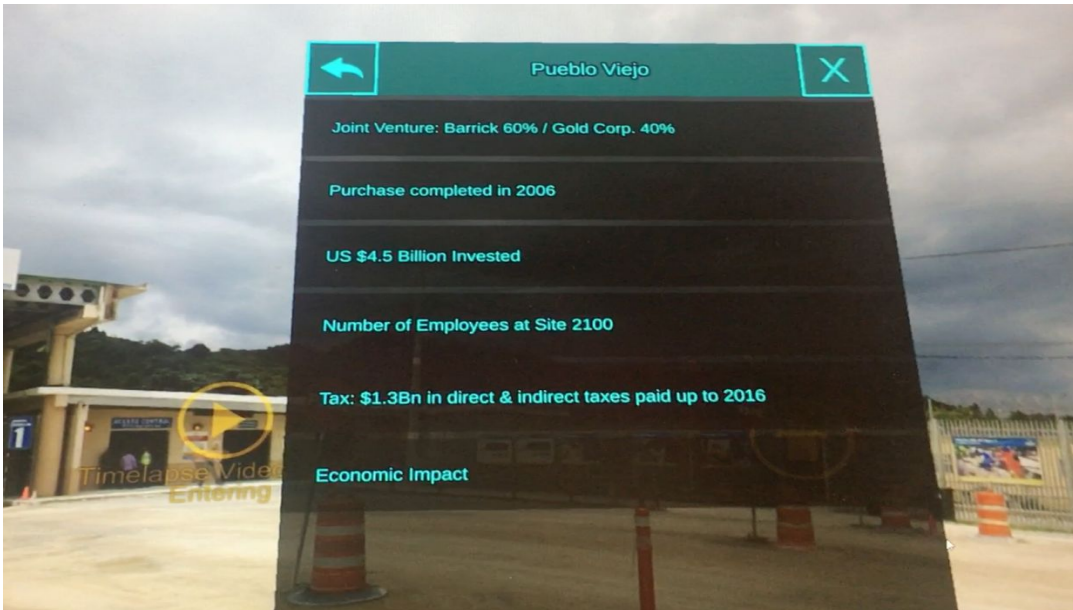 Pueblo Viejo
X
Joint Venture: Barrick 60% / Gold Corp. 40%
Purchase completed in 2006
US $4.5 Billion Invested
Number of Employees at Site 2100
Tax: $1.3Bn in direct & indirect taxes paid up to 2016
Economic Impact
1
Timelapse Video
Entering